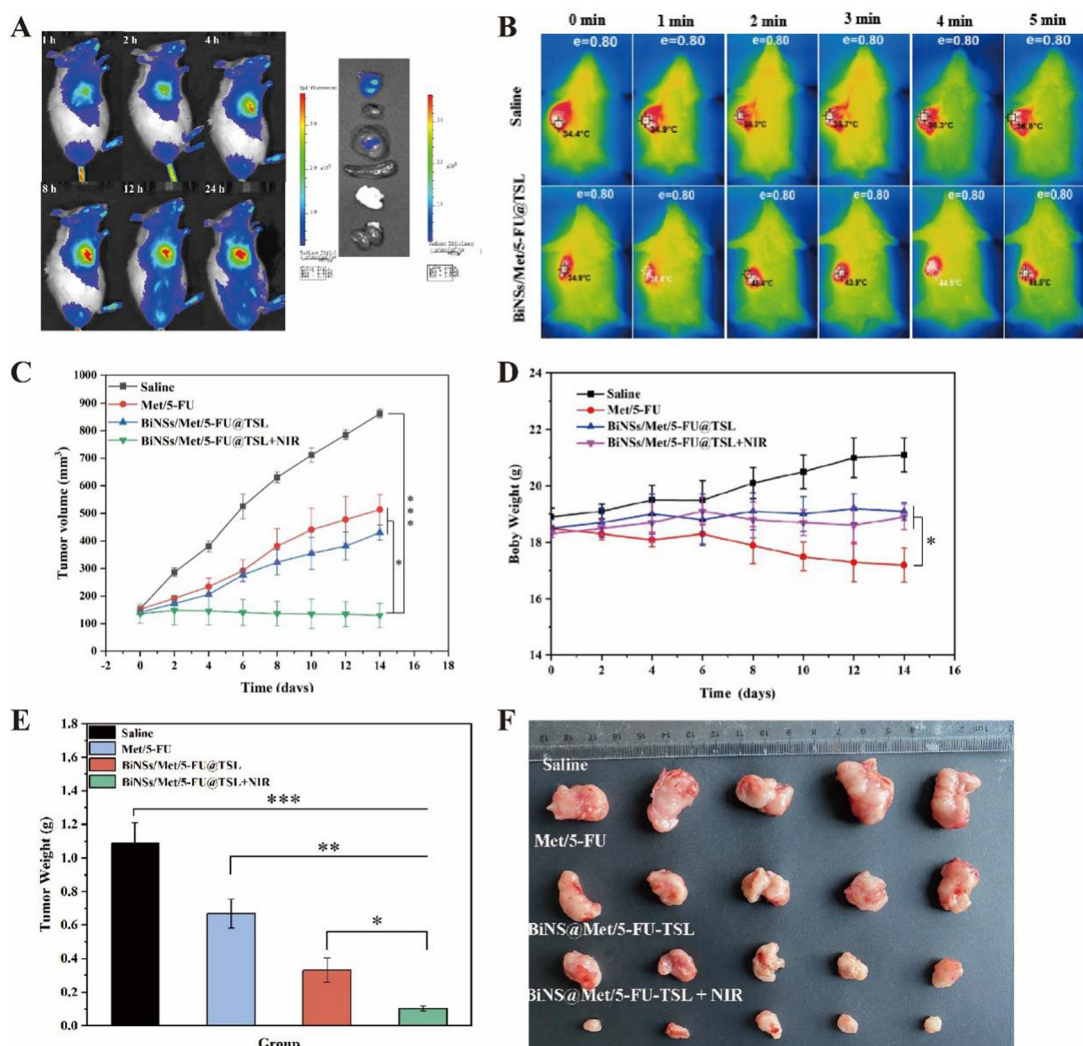 A
1 h
2 h
4 h
8 h
12 h
24 h
B
0 min 1 min 2 min 3 min 4 min 5 min
Saline
e=0.80 e=0.80 e=0.80 e=0.80 e=0.80 e=0.80
34.4°C 34.9°C 36.3°C
BiNSs/Met/5-FU@TSL
e=0.80 e=0.80 e=0.80 e=0.80 e=0.80 e=0.80
C
Saline
Met/5-FU
BiNSs/Met/5-FU@TSL
BiNSs/Met/5-FU@TSL+NIR
Tumor volume (mm³)
1000
900
800
700
600
500
400
300
200
100
0
***
*
-2 0 2 4 6 8 10 12 14 16 18
Time (days)
D
Saline
Met/5-FU
BiNSs/Met/5-FU@TSL
BiNSs/Met/5-FU@TSL+NIR
Boby Weight (g)
24
22
20
18
16
14
*
0 2 4 6 8 10 12 14 16
Time (days)
E
Saline
Met/5-FU
BiNSs/Met/5-FU@TSL
BiNSs/Met/5-FU@TSL+NIR
Tumor Weight (g)
1.8
1.6
1.4
1.2
1.0
0.8
0.6
0.4
0.2
0.0
***
**
*
Group
F
Saline
Met/5-FU
BiNS@Met/5-FU-TSL
BiNS@Met/5-FU-TSL + NIR